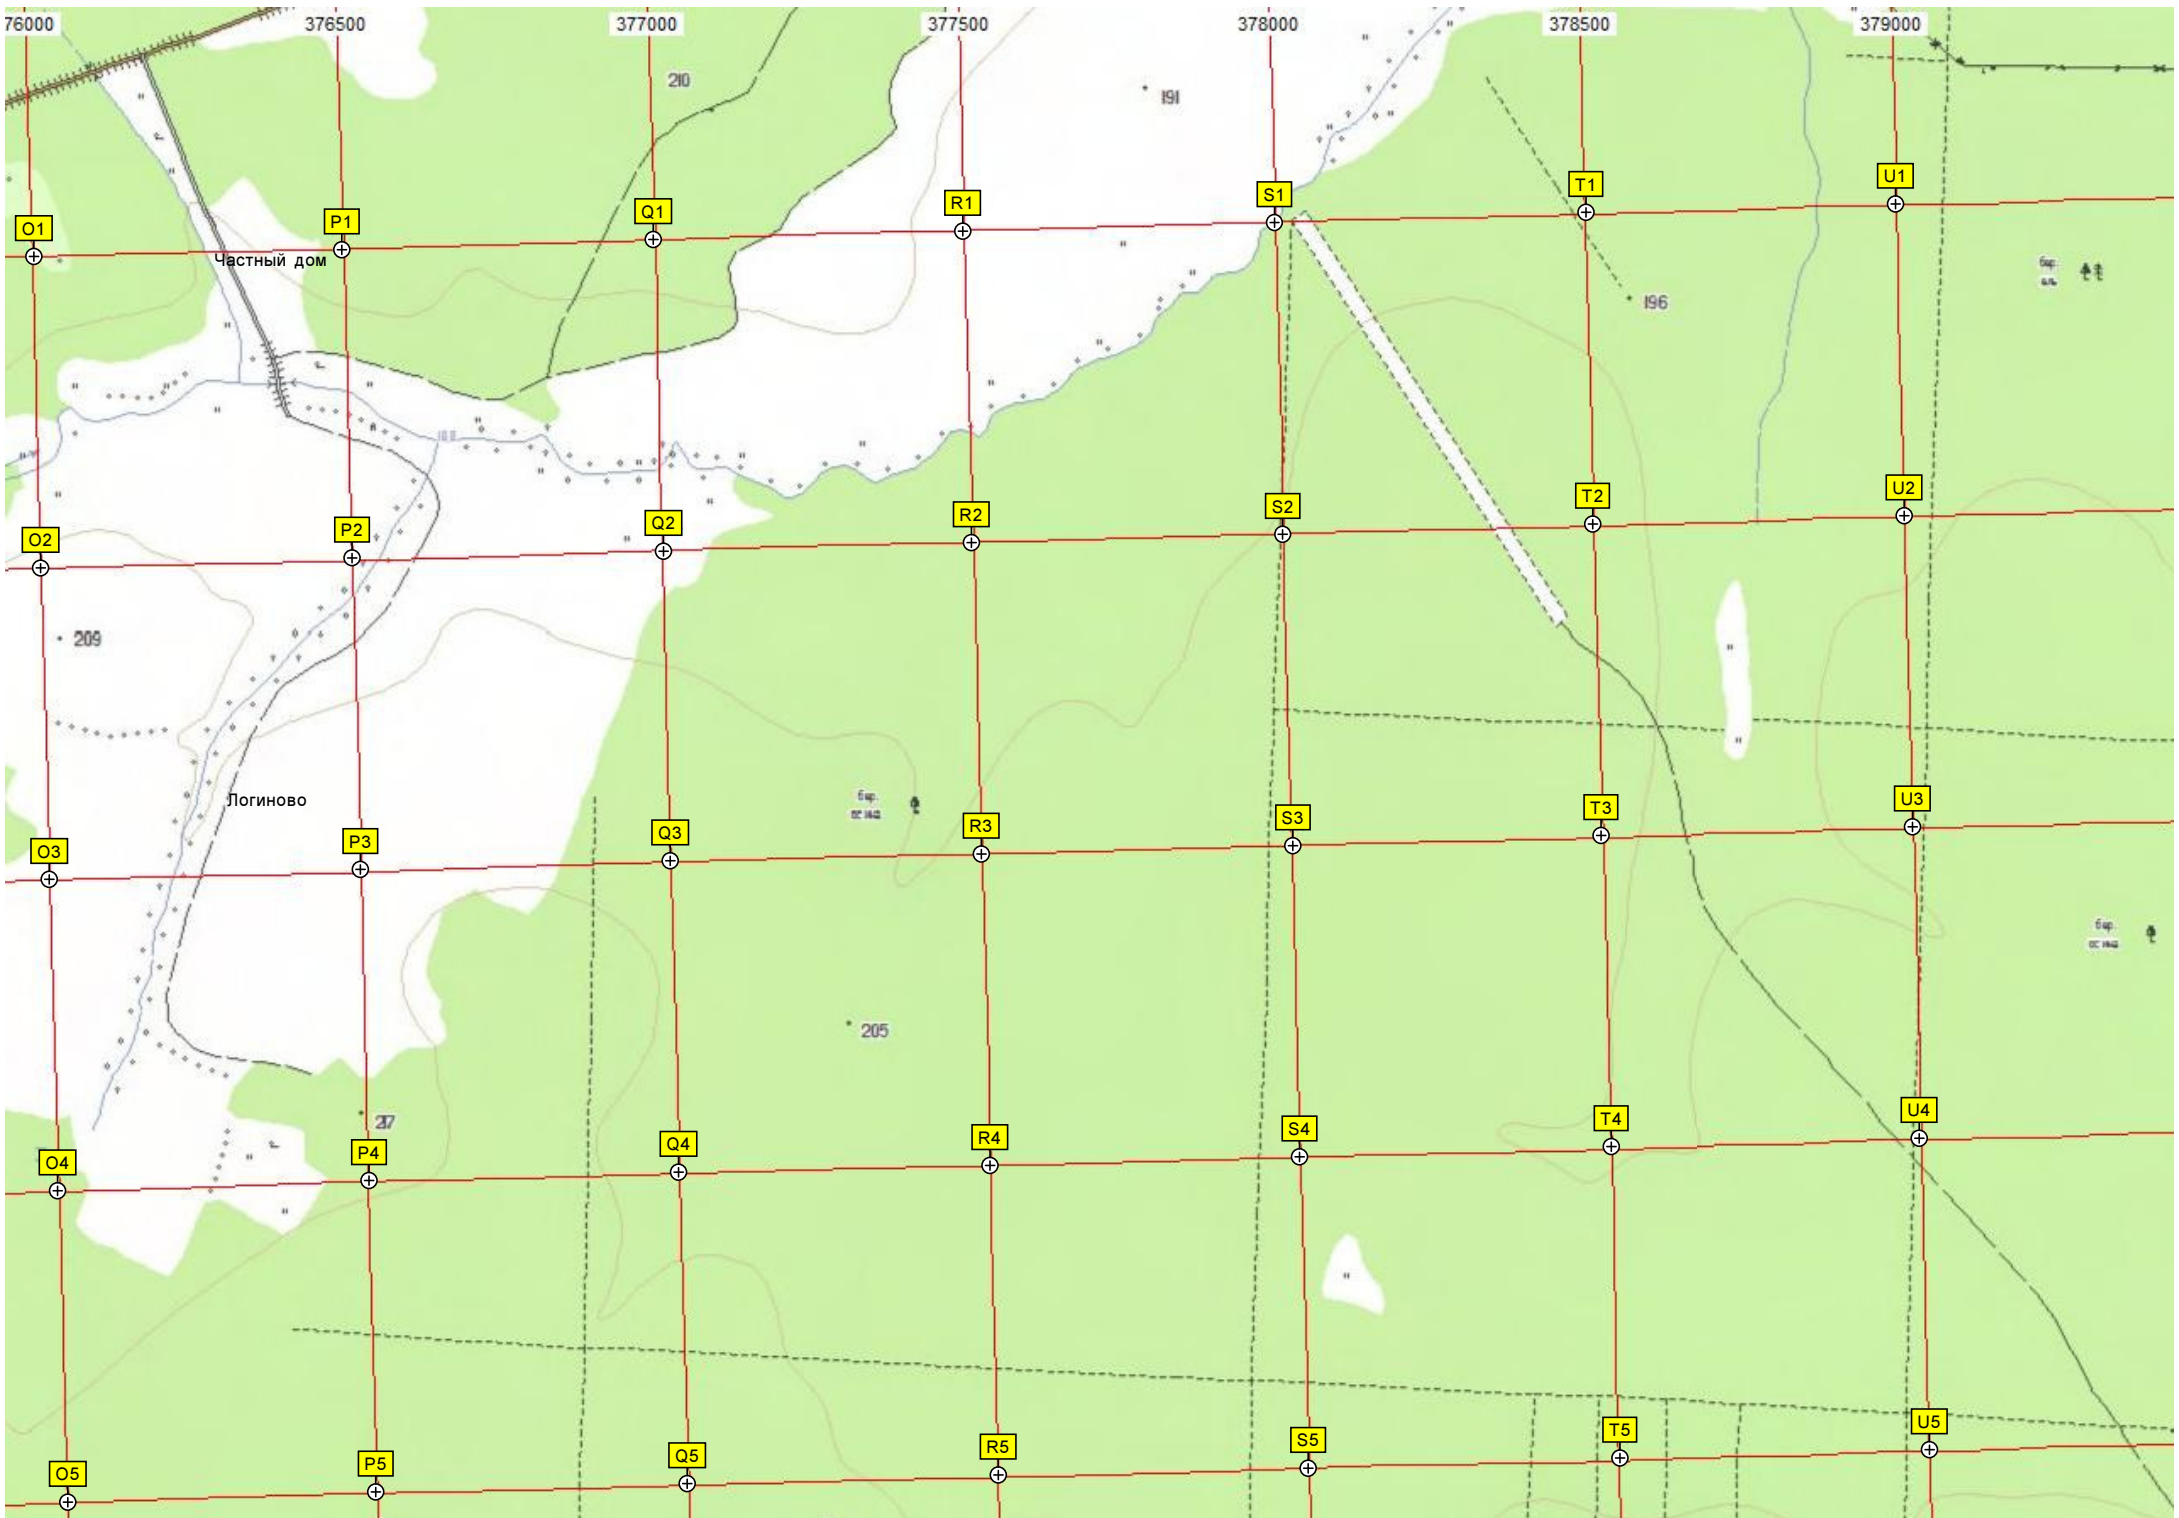 76000 376500 377000 377500 378000 378500 379000
210
191
O1 P1 Q1 R1 S1 T1 U1
Частный дом
196
O2 P2 Q2 R2 S2 T2 U2
209
Логиново
O3 P3 Q3 R3 S3 T3 U3
205
217
O4 P4 Q4 R4 S4 T4 U4
O5 P5 Q5 R5 S5 T5 U5